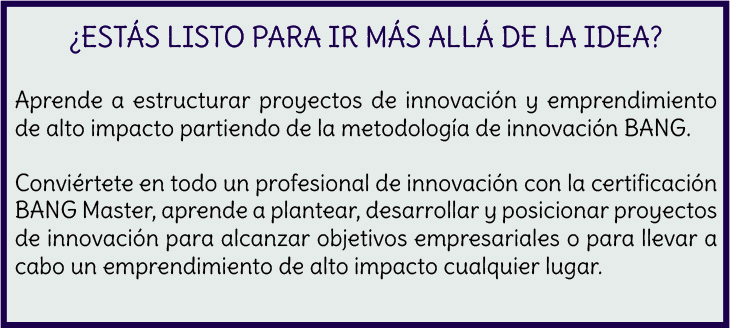 ¿ESTÁS LISTO PARA IR MÁS ALLÁ DE LA IDEA?
Aprende a estructurar proyectos de innovación y emprendimiento
de alto impacto partiendo de la metodología de innovación BANG.
Conviértete en todo un profesional de innovación con la certificación
BANG Master, aprende a plantear, desarrollar y posicionar proyectos
de innovación para alcanzar objetivos empresariales o para llevar a
cabo un emprendimiento de alto impacto cualquier lugar.